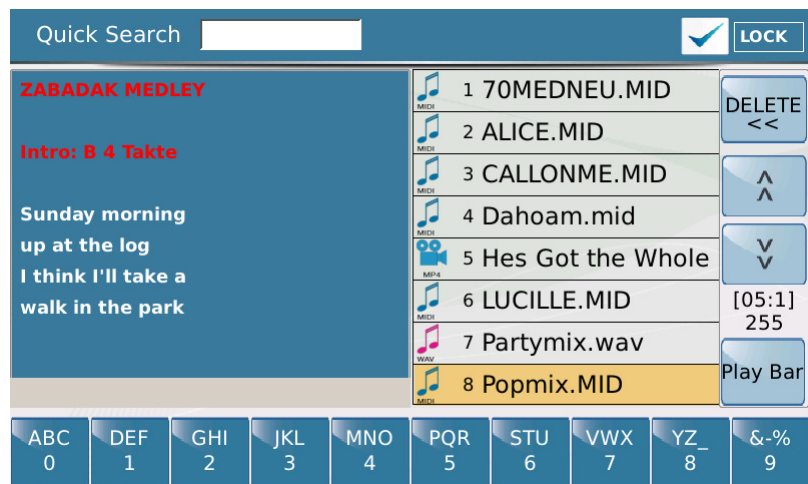 Quick Search
LOCK
ZABADAK MEDLEY
Intro: B 4 Takte
Sunday morning
up at the log
I think I'll take a
walk in the park
MIDI 1 70MEDNEU.MID
MIDI 2 ALICE.MID
MIDI 3 CALLONME.MID
MIDI 4 Dahoam.mid
MP4 5 Hes Got the Whole
MIDI 6 LUCILLE.MID
WAV 7 Partymix.wav
MIDI 8 Popmix.MID
DELETE
<<
[05:1]
255
Play Bar
ABC DEF GHI JKL MNO PQR STU VWX YZ_ &-%
0 1 2 3 4 5 6 7 8 9